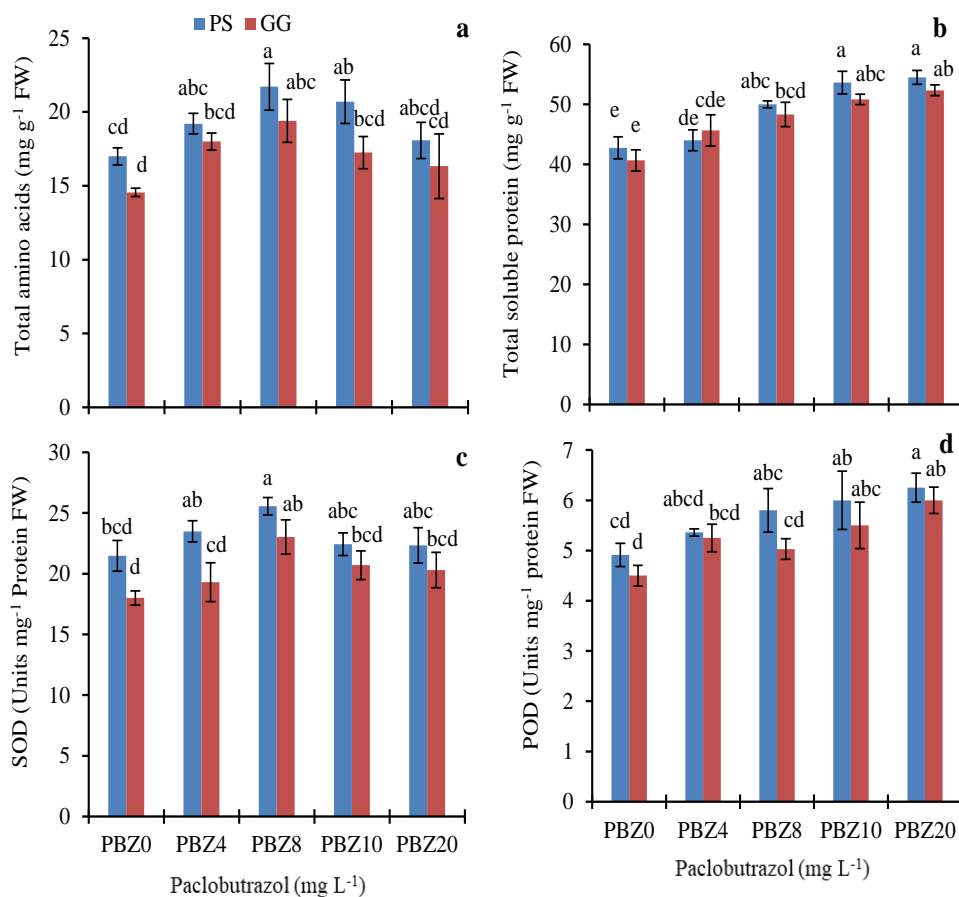 PS GG
a
Total amino acids (mg g⁻¹ FW)
25
20
15
10
5
0
cd
d
abc
bcd
a
abc
ab
bcd
abcd
cd
b
Total soluble protein (mg g⁻¹ FW)
60
50
40
30
20
10
0
e
e
de
cde
abc
bcd
a
abc
a
ab
c
SOD (Units mg⁻¹ Protein FW)
30
25
20
15
10
5
0
bcd
d
ab
cd
a
ab
abc
bcd
abc
bcd
PBZ0 PBZ4 PBZ8 PBZ10 PBZ20
Paclobutrazol (mg L⁻¹)
d
POD (Units mg⁻¹ protein FW)
7
6
5
4
3
2
1
0
cd
d
abcd
bcd
abc
cd
ab
abc
a
ab
PBZ0 PBZ4 PBZ8 PBZ10 PBZ20
Paclobutrazol (mg L⁻¹)